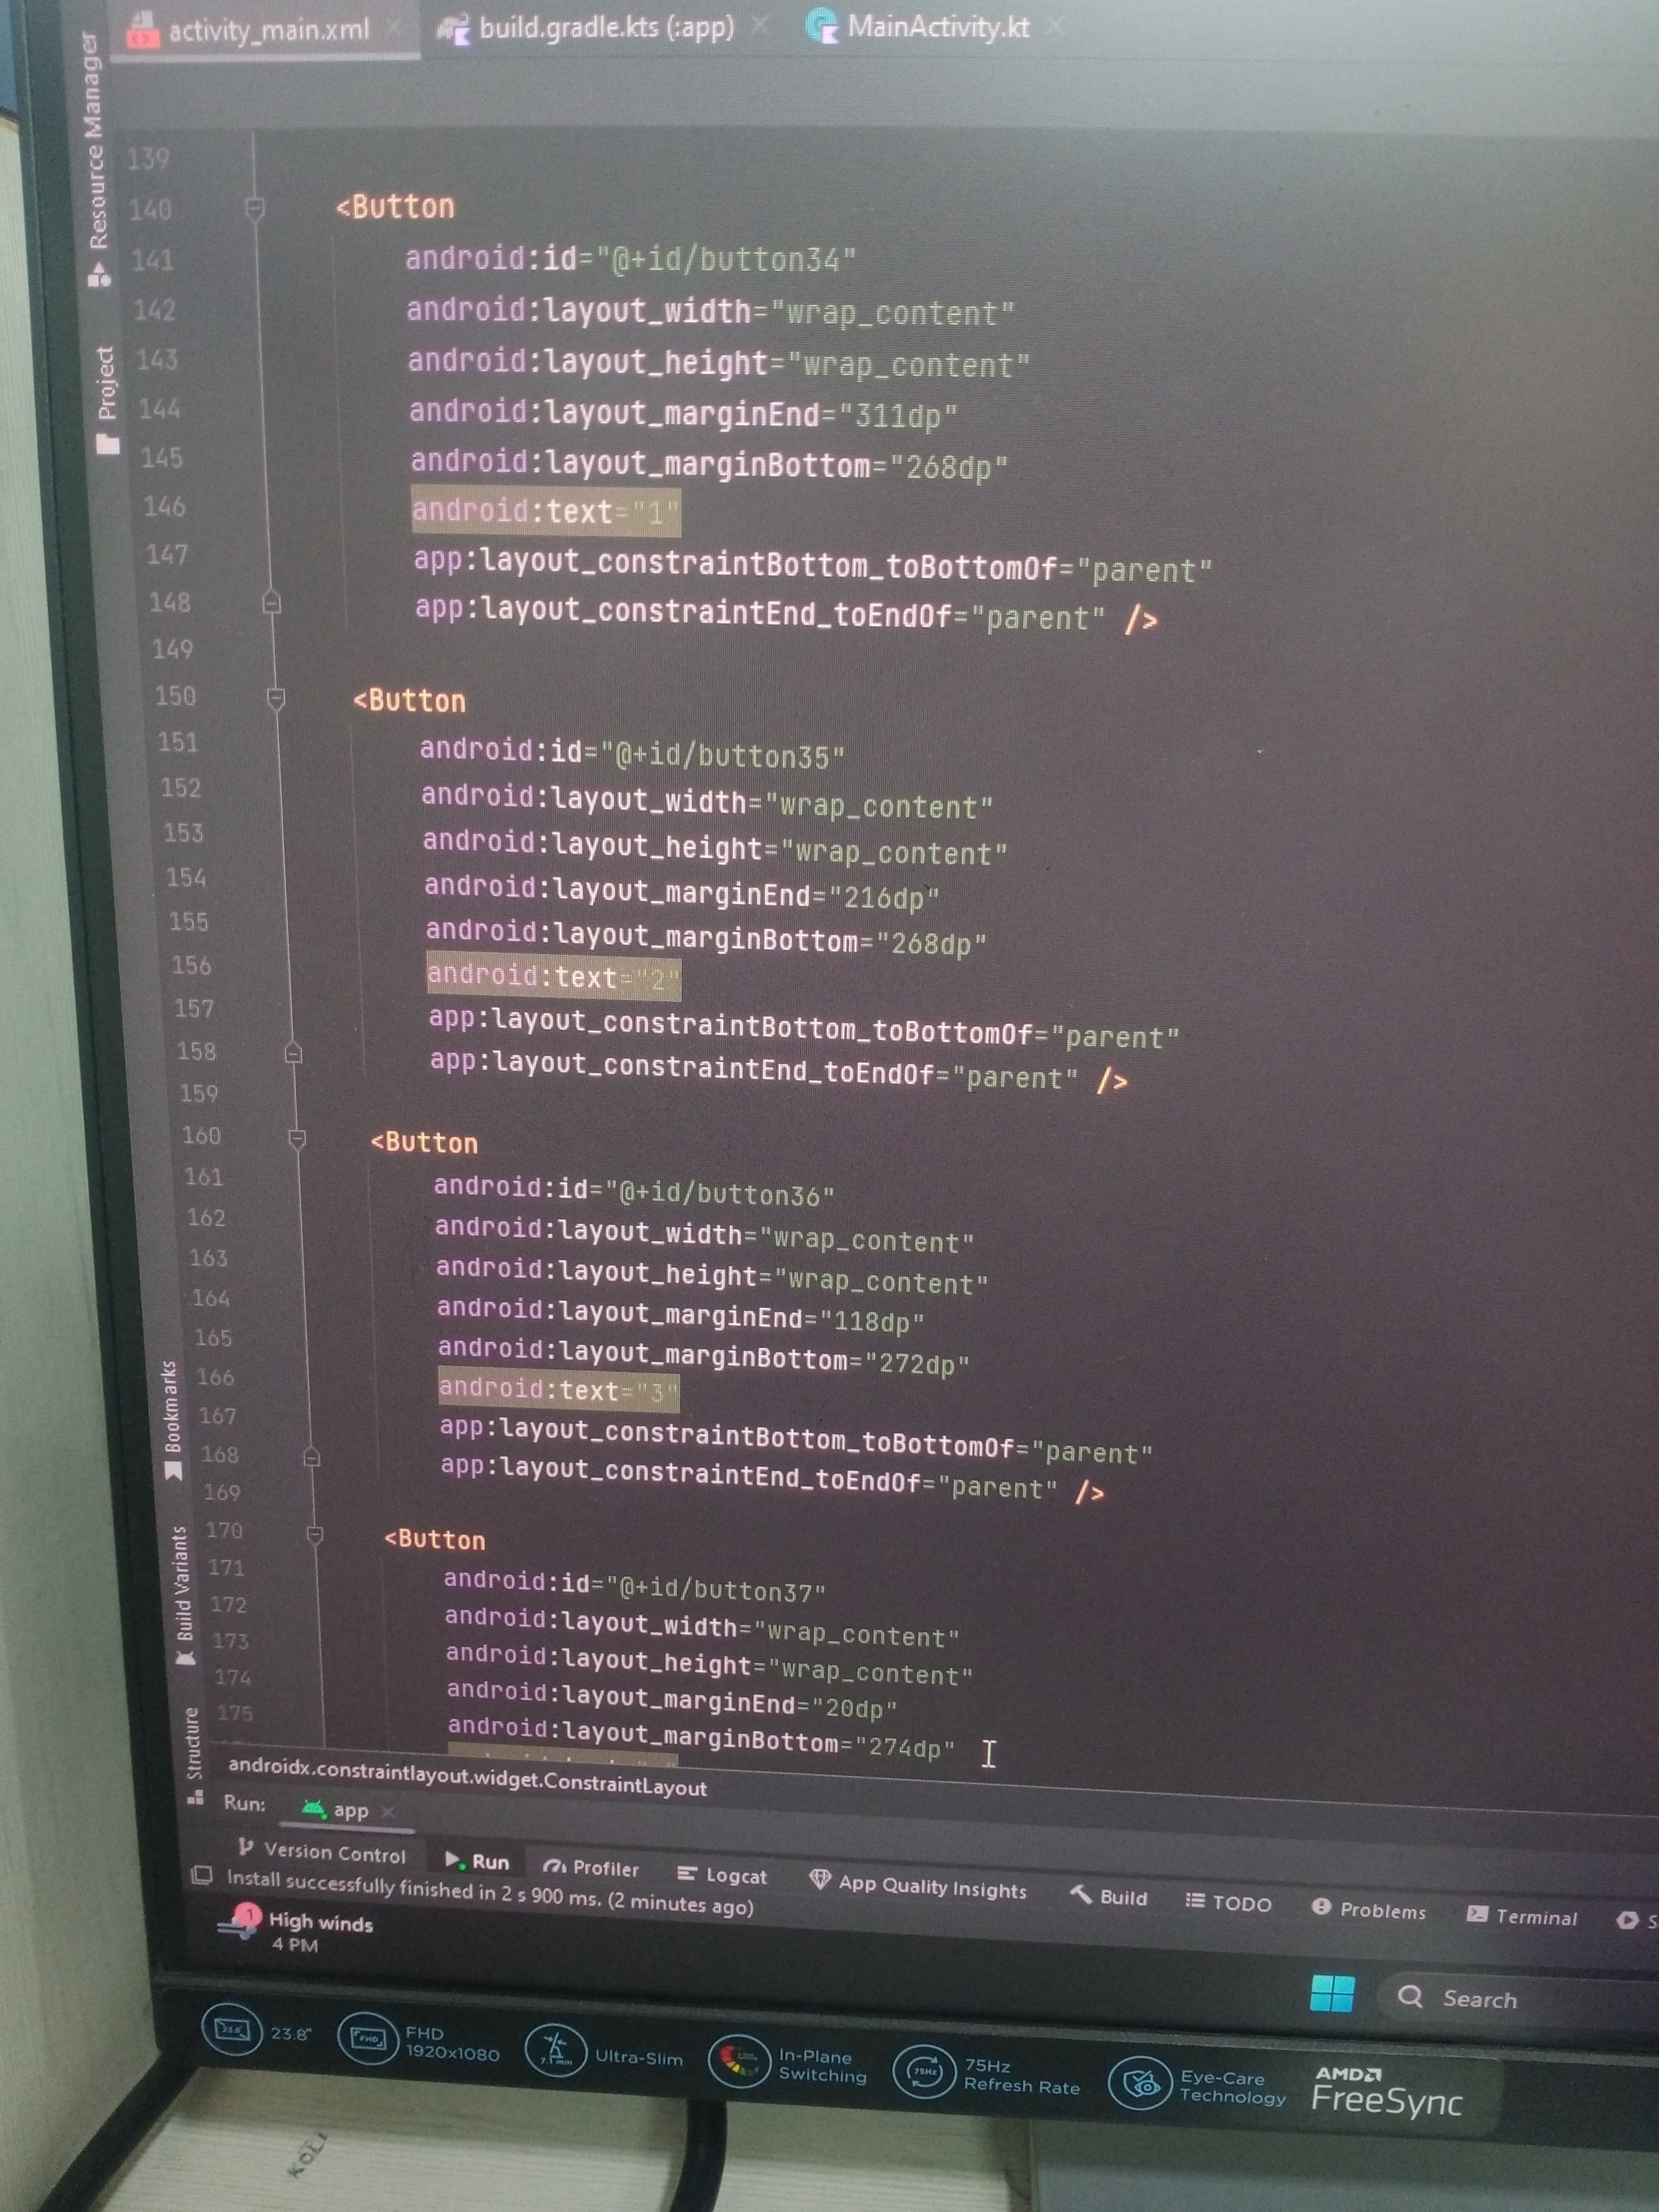 activity_main.xml
build.gradle.kts (:app)
MainActivity.kt
Resource Manager
Project
Bookmarks
Build Variants
Structure
139
140 <Button
141 android:id="@+id/button34"
142 android:layout_width="wrap_content"
143 android:layout_height="wrap_content"
144 android:layout_marginEnd="311dp"
145 android:layout_marginBottom="268dp"
146 android:text="1"
147 app:layout_constraintBottom_toBottomOf="parent"
148 app:layout_constraintEnd_toEndOf="parent" />
149
150 <Button
151 android:id="@+id/button35"
152 android:layout_width="wrap_content"
153 android:layout_height="wrap_content"
154 android:layout_marginEnd="216dp"
155 android:layout_marginBottom="268dp"
156 android:text="2"
157 app:layout_constraintBottom_toBottomOf="parent"
158 app:layout_constraintEnd_toEndOf="parent" />
159
160 <Button
161 android:id="@+id/button36"
162 android:layout_width="wrap_content"
163 android:layout_height="wrap_content"
164 android:layout_marginEnd="118dp"
165 android:layout_marginBottom="272dp"
166 android:text="3"
167 app:layout_constraintBottom_toBottomOf="parent"
168 app:layout_constraintEnd_toEndOf="parent" />
169
170 <Button
171 android:id="@+id/button37"
172 android:layout_width="wrap_content"
173 android:layout_height="wrap_content"
174 android:layout_marginEnd="20dp"
175 android:layout_marginBottom="274dp"
androidx.constraintlayout.widget.ConstraintLayout
Run: app
Version Control Run Profiler Logcat App Quality Insights Build TODO Problems Terminal
Install successfully finished in 2 s 900 ms. (2 minutes ago)
1
High winds
4 PM
Search
23.8"
FHD
FHD
1920x1080
7.1 mm
Ultra-Slim
In-Plane
Switching
75Hz
75Hz
Refresh Rate
Eye-Care
Technology
AMD
FreeSync